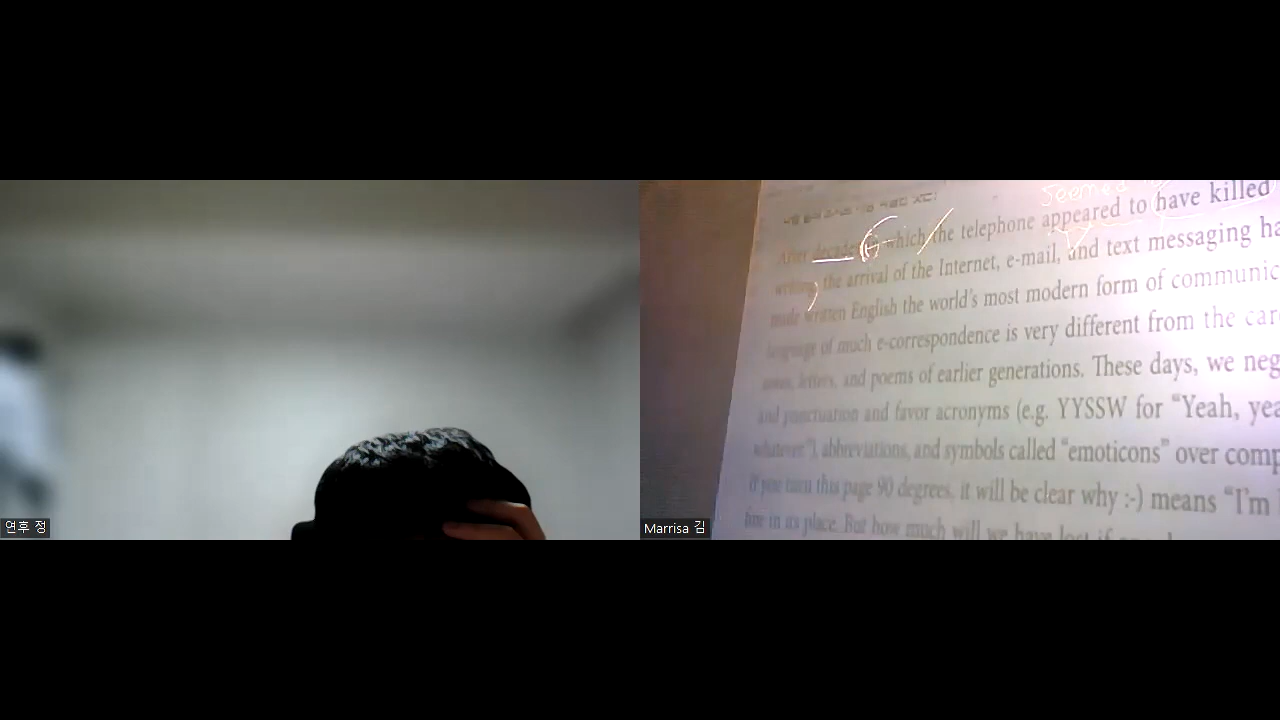 seemed
After decades in which the telephone appeared to have killed
writing, the arrival of the Internet, e-mail, and text messaging ha
made written English the world's most modern form of communic
language of much e-correspondence is very different from the car
notes, letters, and poems of earlier generations. These days, we neg
and punctuation and favor acronyms (e.g. YYSSW for "Yeah, yea
whatever"), abbreviations, and symbols called "emoticons" over comp
If you turn this page 90 degrees, it will be clear why :-) means "I'm
fine in its place. But how much will we have lost if
연후 정
Marrisa 김